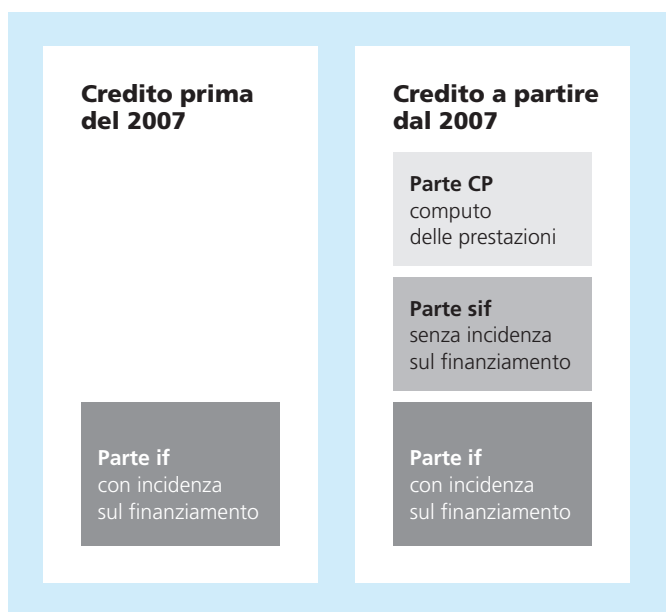 Credito prima
del 2007
Parte if
con incidenza
sul finanziamento
Credito a partire
dal 2007
Parte CP
computo
delle prestazioni
Parte sif
senza incidenza
sul finanziamento
Parte if
con incidenza
sul finanziamento